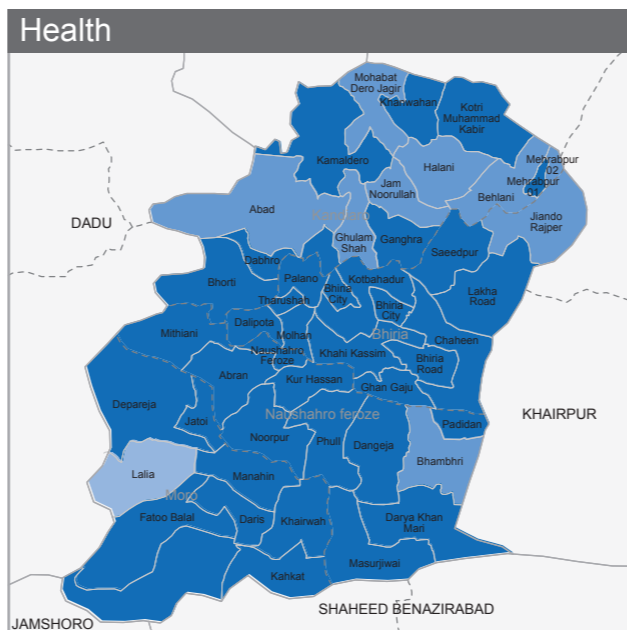 Health
Mohabat
Dero Jagir
Khanwahan
Kotri
Muhammad
Kabir
Kamaldero
Halani
Mehrabpur
02
Mehrabpur
01
Jam
Noorullah
Behlani
Abad
Jiando
Rajper
DADU
Ghulam
Shah
Ganghra
Saeedpur
Dabhro
Palano
Kotbahadur
Bhorti
Bhiria
City
Lakha
Road
Tharushah
Bhiria
City
Dalipota
Mithiani
Molhan
Bhiria
Chaheen
Naushahro
Feroze
Khahi Kassim
Bhiria
Road
Abran
Kur Hassan
Ghan Gaju
Depareja
Naushahro feroze
KHAIRPUR
Jatoi
Padidan
Noorpur
Phull
Dangeja
Bhambhri
Lalia
Manahin
Moro
Fatoo Balal
Daris
Khairwah
Darya Khan
Mari
Masurjiwai
Kahkat
SHAHEED BENAZIRABAD
JAMSHORO